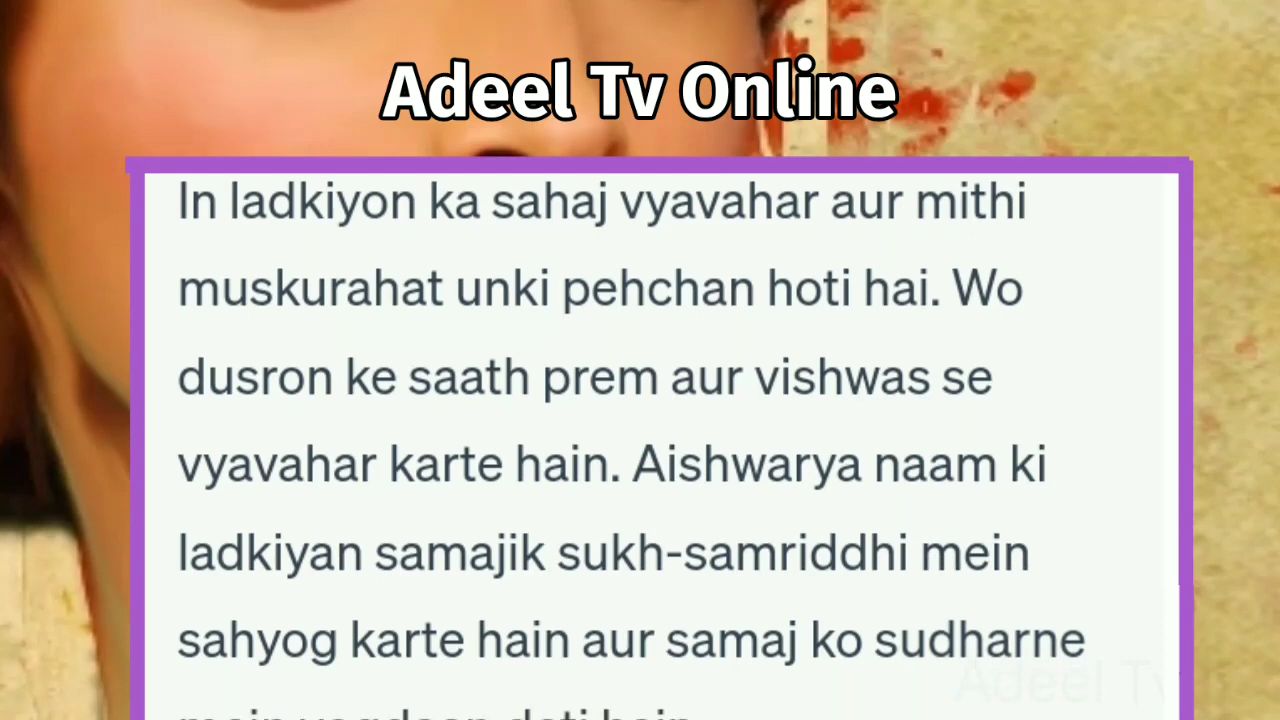 Adeel Tv Online
In ladkiyon ka sahaj vyavahar aur mithi
muskurahat unki pehchan hoti hai. Wo
dusron ke saath prem aur vishwas se
vyavahar karte hain. Aishwarya naam ki
ladkiyan samajik sukh-samriddhi mein
sahyog karte hain aur samaj ko sudharne
Adeel Tv